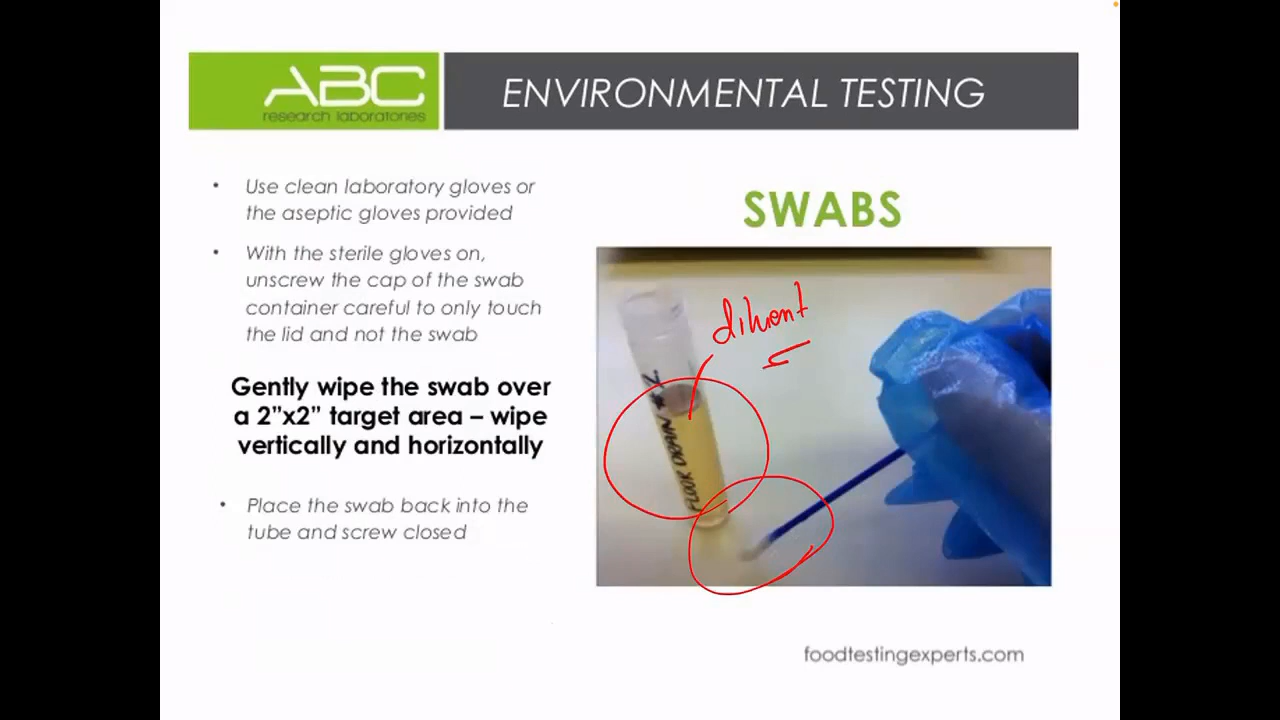 ABC
research laboratories
ENVIRONMENTAL TESTING
• Use clean laboratory gloves or
the aseptic gloves provided
• With the sterile gloves on,
unscrew the cap of the swab
container careful to only touch
the lid and not the swab
Gently wipe the swab over
a 2”x2” target area – wipe
vertically and horizontally
• Place the swab back into the
tube and screw closed
SWABS
diluent
FLOOR DRAIN #2
foodtestingexperts.com